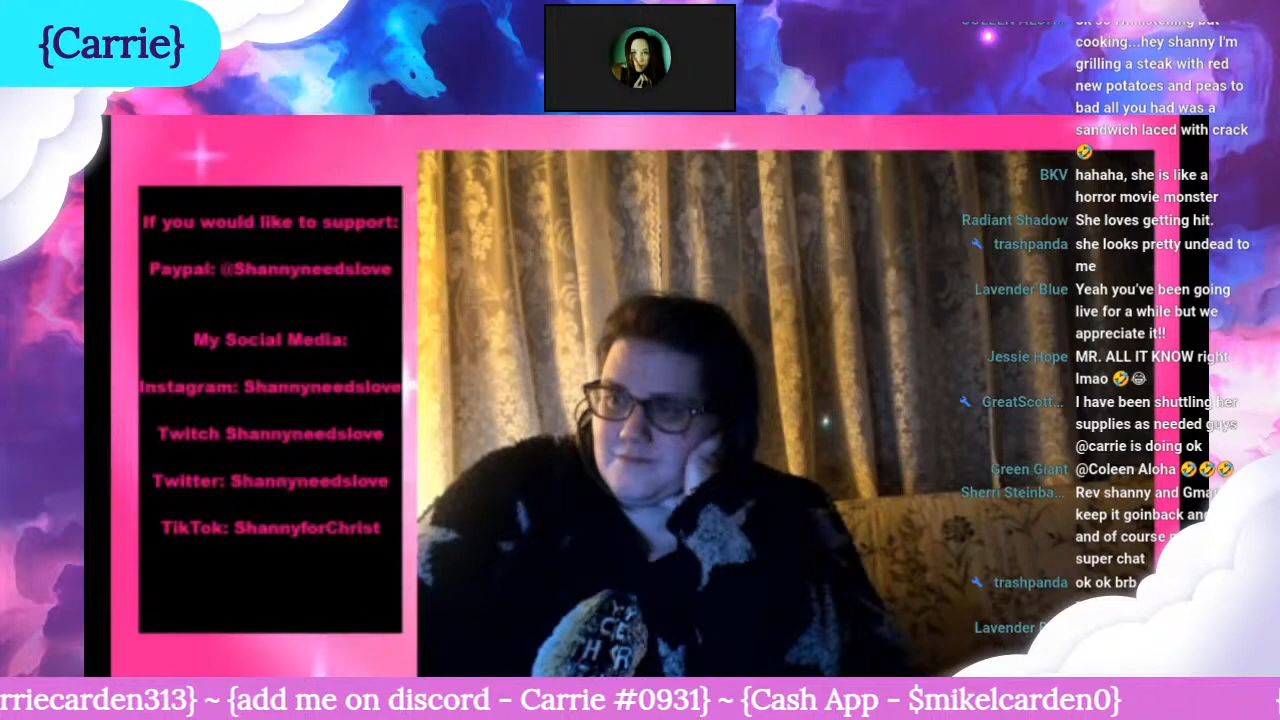 {Carrie}
cooking...hey shanny I'm
grilling a steak with red
new potatoes and peas to
bad all you had was a
sandwich laced with crack
🤣
BKV hahaha, she is like a
horror movie monster
Radiant Shadow She loves getting hit.
trashpanda she looks pretty undead to
me
Lavender Blue Yeah you've been going
live for a while but we
appreciate it!!
Jessie Hope MR. ALL IT KNOW right
lmao 🤣😂
GreatScott... I have been shuttling her
supplies as needed guys
@carrie is doing ok
Green Giant @Coleen Aloha 🤣🤣🤣
Sherri Steinba... Rev shanny and
keep it goinback
and of course
super chat
trashpanda ok ok brb
Lavender
If you would like to support:
Paypal: @Shannyneedslove
My Social Media:
Instagram: Shannyneedslove
Twitch Shannyneedslove
Twitter: Shannyneedslove
TikTok: ShannyforChrist
rriecarden313} ~ {add me on discord - Carrie #0931} ~ {Cash App - $mikelcarden0}